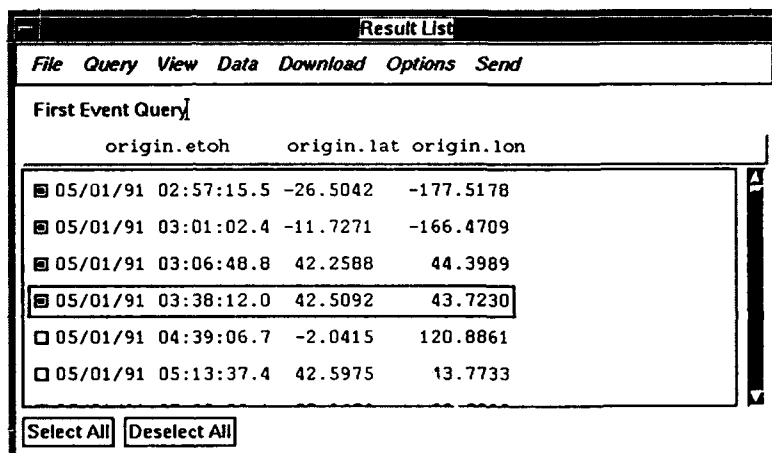 Result List
File Query View Data Download Options Send
First Event Query
origin.etoh origin.lat origin.lon
05/01/91 02:57:15.5 -26.5042 -177.5178
05/01/91 03:01:02.4 -11.7271 -166.4709
05/01/91 03:06:48.8 42.2588 44.3989
05/01/91 03:38:12.0 42.5092 43.7230
05/01/91 04:39:06.7 -2.0415 120.8861
05/01/91 05:13:37.4 42.5975 13.7733
Select All Deselect All